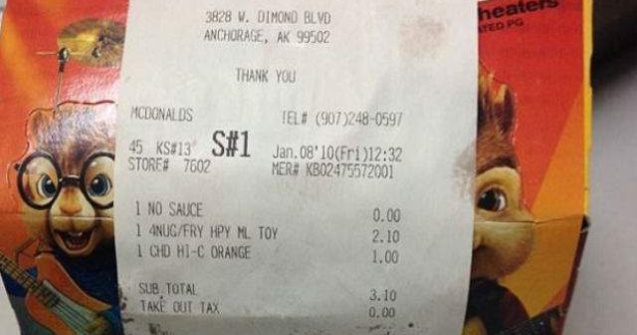 3828 W. DIMOND BLVD
ANCHORAGE, AK 99502
heaters
TED PG
THANK YOU
MCDONALDS TEL# (907)248-0597
45 KS#13 S#1 Jan.08'10(Fri)12:32
STORE# 7602 MER# KB02475572001
1 NO SAUCE 0.00
1 4NUG/FRY HPY ML TOY 2.10
1 CHD HI-C ORANGE 1.00
SUB TOTAL 3.10
TAKE OUT TAX 0.00